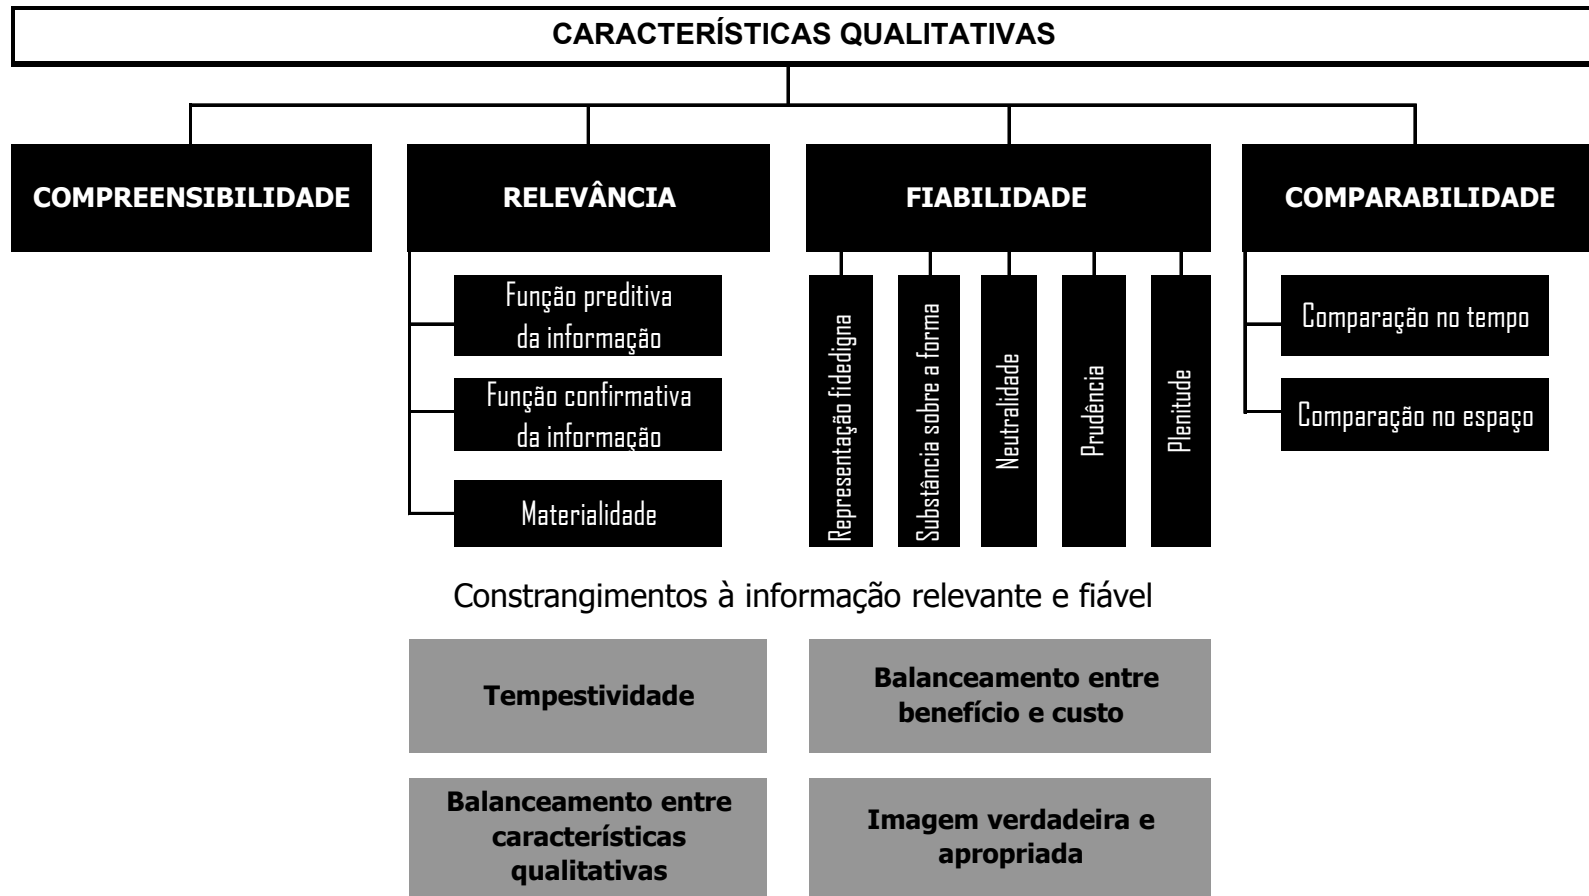 CARACTERÍSTICAS QUALITATIVAS
COMPREENSIBILIDADE
RELEVÂNCIA
FIABILIDADE
COMPARABILIDADE
Função preditiva
da informação
Função confirmativa
da informação
Materialidade
Representação fidedigna
Substância sobre a forma
Neutralidade
Prudência
Plenitude
Comparação no tempo
Comparação no espaço
Constrangimentos à informação relevante e fiável
Tempestividade
Balanceamento entre
benefício e custo
Balanceamento entre
características
qualitativas
Imagem verdadeira e
apropriada